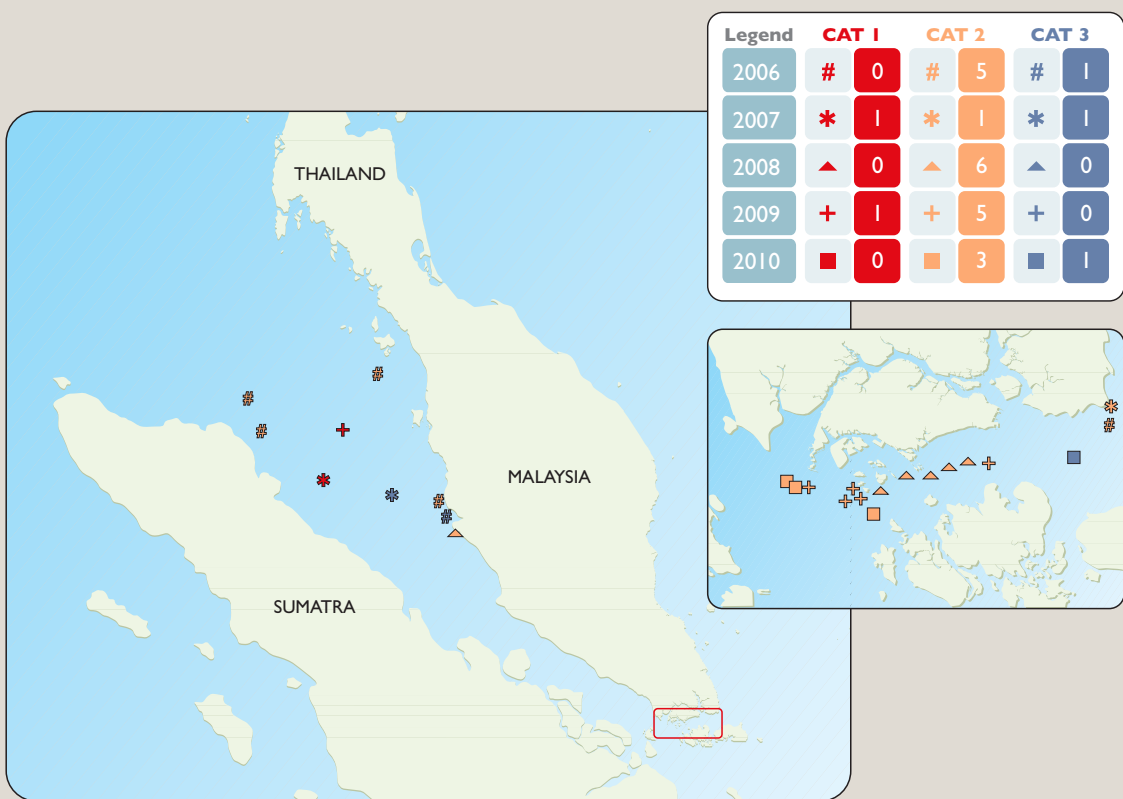 Legend CAT 1 CAT 2 CAT 3
2006 # 0 # 5 # 1
2007 * 1 * 1 * 1
2008 0 6 0
2009 + 1 + 5 + 0
2010 0 3 1
THAILAND
MALAYSIA
SUMATRA